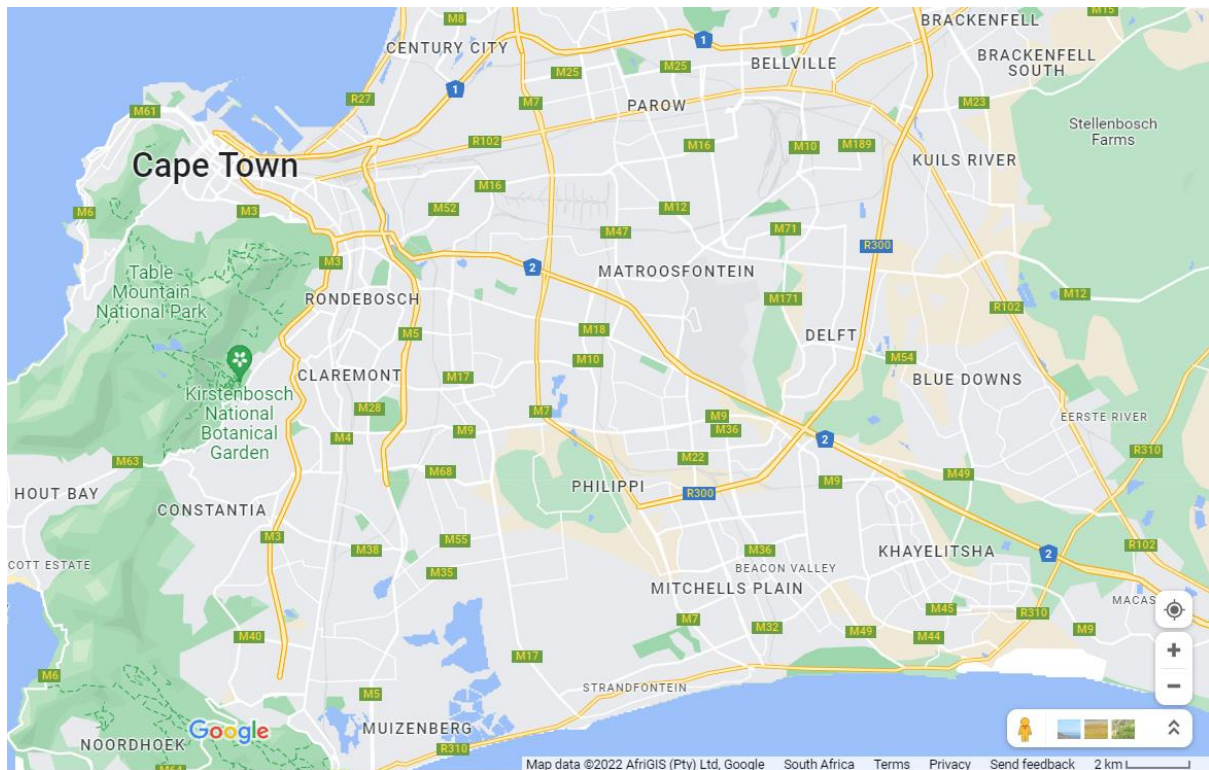 BRACKENFELL
M15
M8
1
CENTURY CITY
BRACKENFELL
SOUTH
BELLVILLE
M25
M25
1
R27
M7
PAROW
M23
M61
Stellenbosch
Farms
R102
M16
M10
M189
Cape Town
KUILS RIVER
M16
M6
M3
M52
M12
M47
M71
R300
M3
2
MATROOSFONTEIN
Table
Mountain
National Park
RONDEBOSCH
M171
M12
R102
M5
M18
DELFT
M10
M54
CLAREMONT
M17
BLUE DOWNS
Kirstenbosch
National
Botanical
Garden
M28
M7
M9
EERSTE RIVER
M4
M9
M36
2
R310
M63
M22
M68
M49
M9
HOUT BAY
PHILIPPI
R300
CONSTANTIA
M3
M55
R102
M38
M36
KHAYELITSHA
2
COTT ESTATE
M35
BEACON VALLEY
MITCHELLS PLAIN
MACAS
M45
R310
M7
M32
M49
M44
M9
M40
M17
M6
STRANDFONTEIN
M5
Google
MUIZENBERG
NOORDHOEK
R310
M64
Map data ©2022 AfriGIS (Pty) Ltd, Google South Africa Terms Privacy Send feedback 2 km